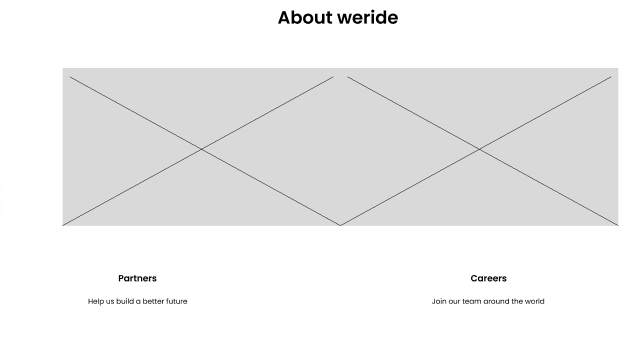 About weride
Partners
Careers
Help us build a better future
Join our team around the world